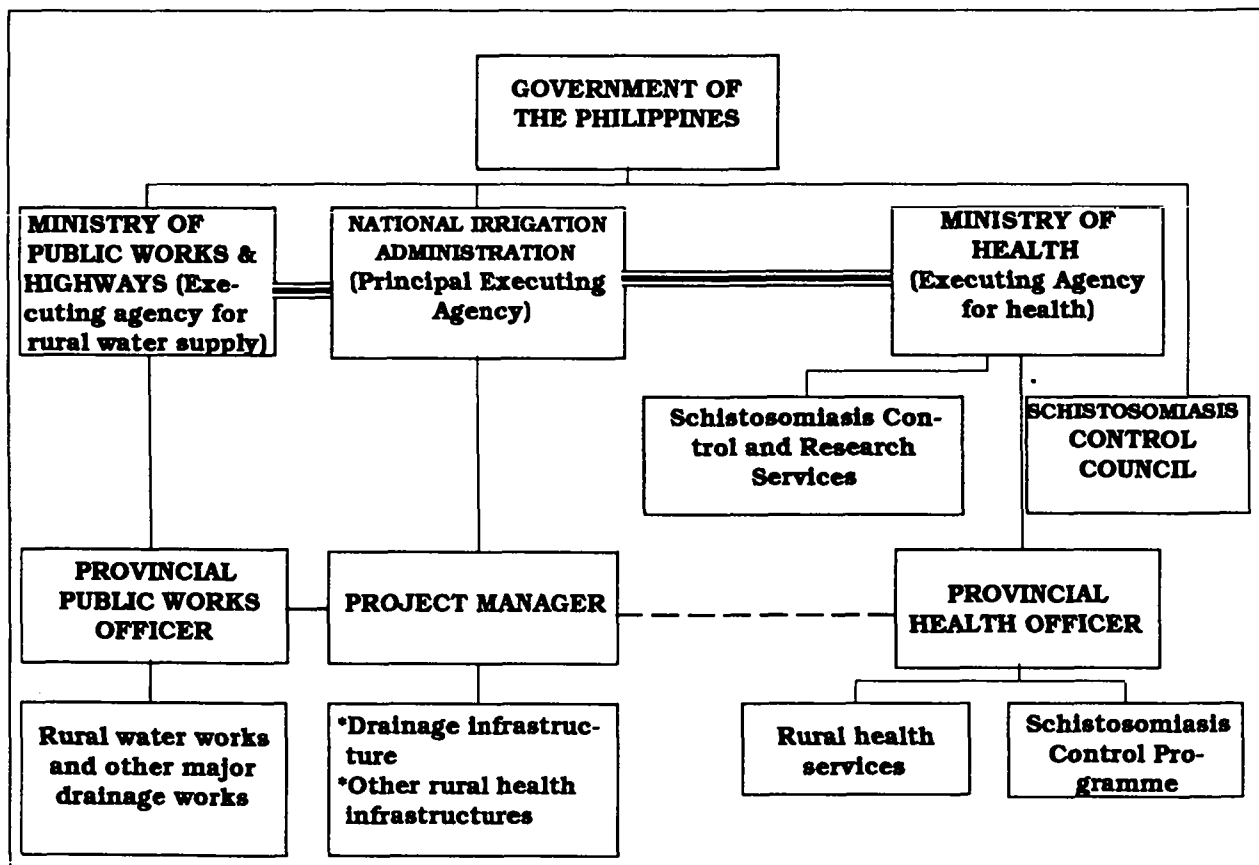 GOVERNMENT OF
THE PHILIPPINES
MINISTRY OF
PUBLIC WORKS &
HIGHWAYS (Exe-
cuting agency for
rural water supply)
NATIONAL IRRIGATION
ADMINISTRATION
(Principal Executing
Agency)
MINISTRY OF
HEALTH
(Executing Agency
for health)
Schistosomiasis Con-
trol and Research
Services
SCHISTOSOMIASIS
CONTROL
COUNCIL
PROVINCIAL
PUBLIC WORKS
OFFICER
PROJECT MANAGER
PROVINCIAL
HEALTH OFFICER
Rural water works
and other major
drainage works
*Drainage infrastruc-
ture
*Other rural health
infrastructures
Rural health
services
Schistosomiasis
Control Pro-
gramme